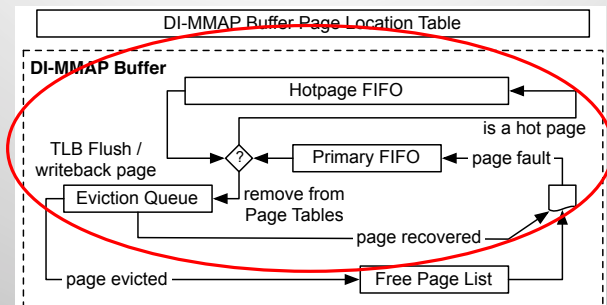 DI-MMAP Buffer Page Location Table
DI-MMAP Buffer
Hotpage FIFO
is a hot page
TLB Flush /
writeback page
?
Primary FIFO
page fault
Eviction Queue
remove from
Page Tables
page recovered
page evicted
Free Page List